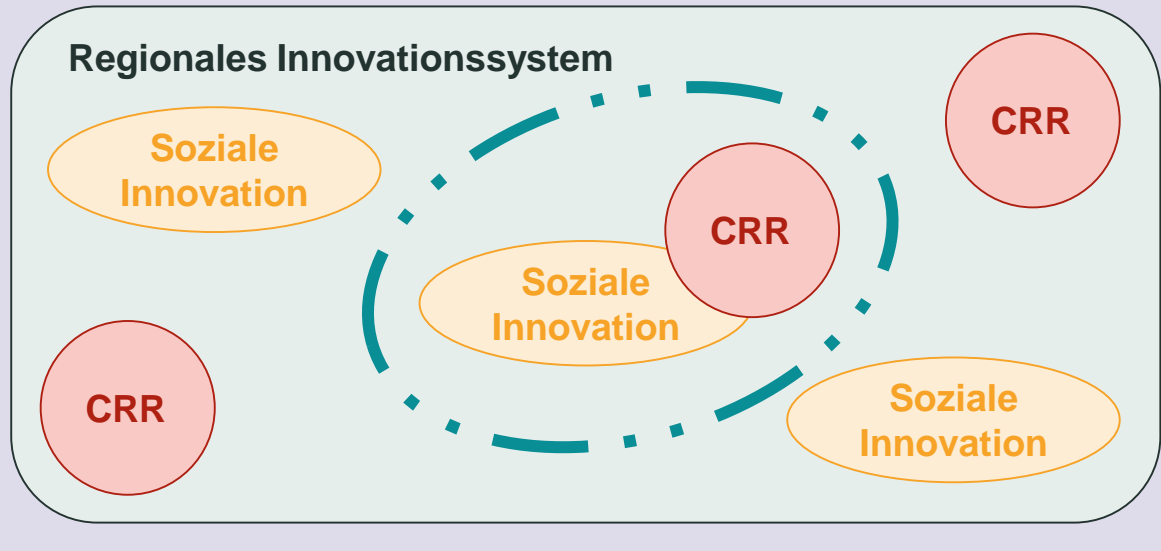 Regionales Innovationssystem
CRR
Soziale
Innovation
CRR
Soziale
Innovation
CRR
Soziale
Innovation